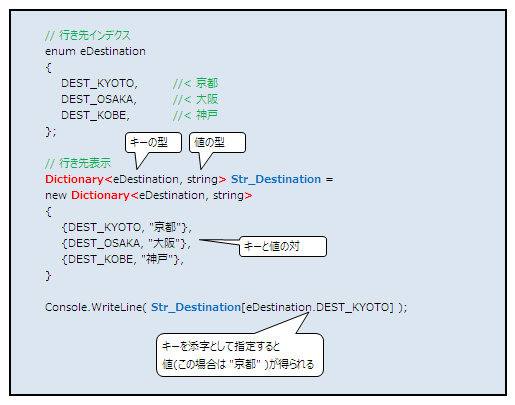 // 行き先インデクス
enum eDestination
{
DEST_KYOTO, //< 京都
DEST_OSAKA, //< 大阪
DEST_KOBE, //< 神戸
};
キーの型
値の型
// 行き先表示
Dictionary<eDestination, string> Str_Destination =
new Dictionary<eDestination, string>
{
{DEST_KYOTO, "京都"},
{DEST_OSAKA, "大阪"},
キーと値の対
{DEST_KOBE, "神戸"},
}
Console.WriteLine( Str_Destination[eDestination.DEST_KYOTO] );
キーを添字として指定すると
値(この場合は "京都" )が得られる